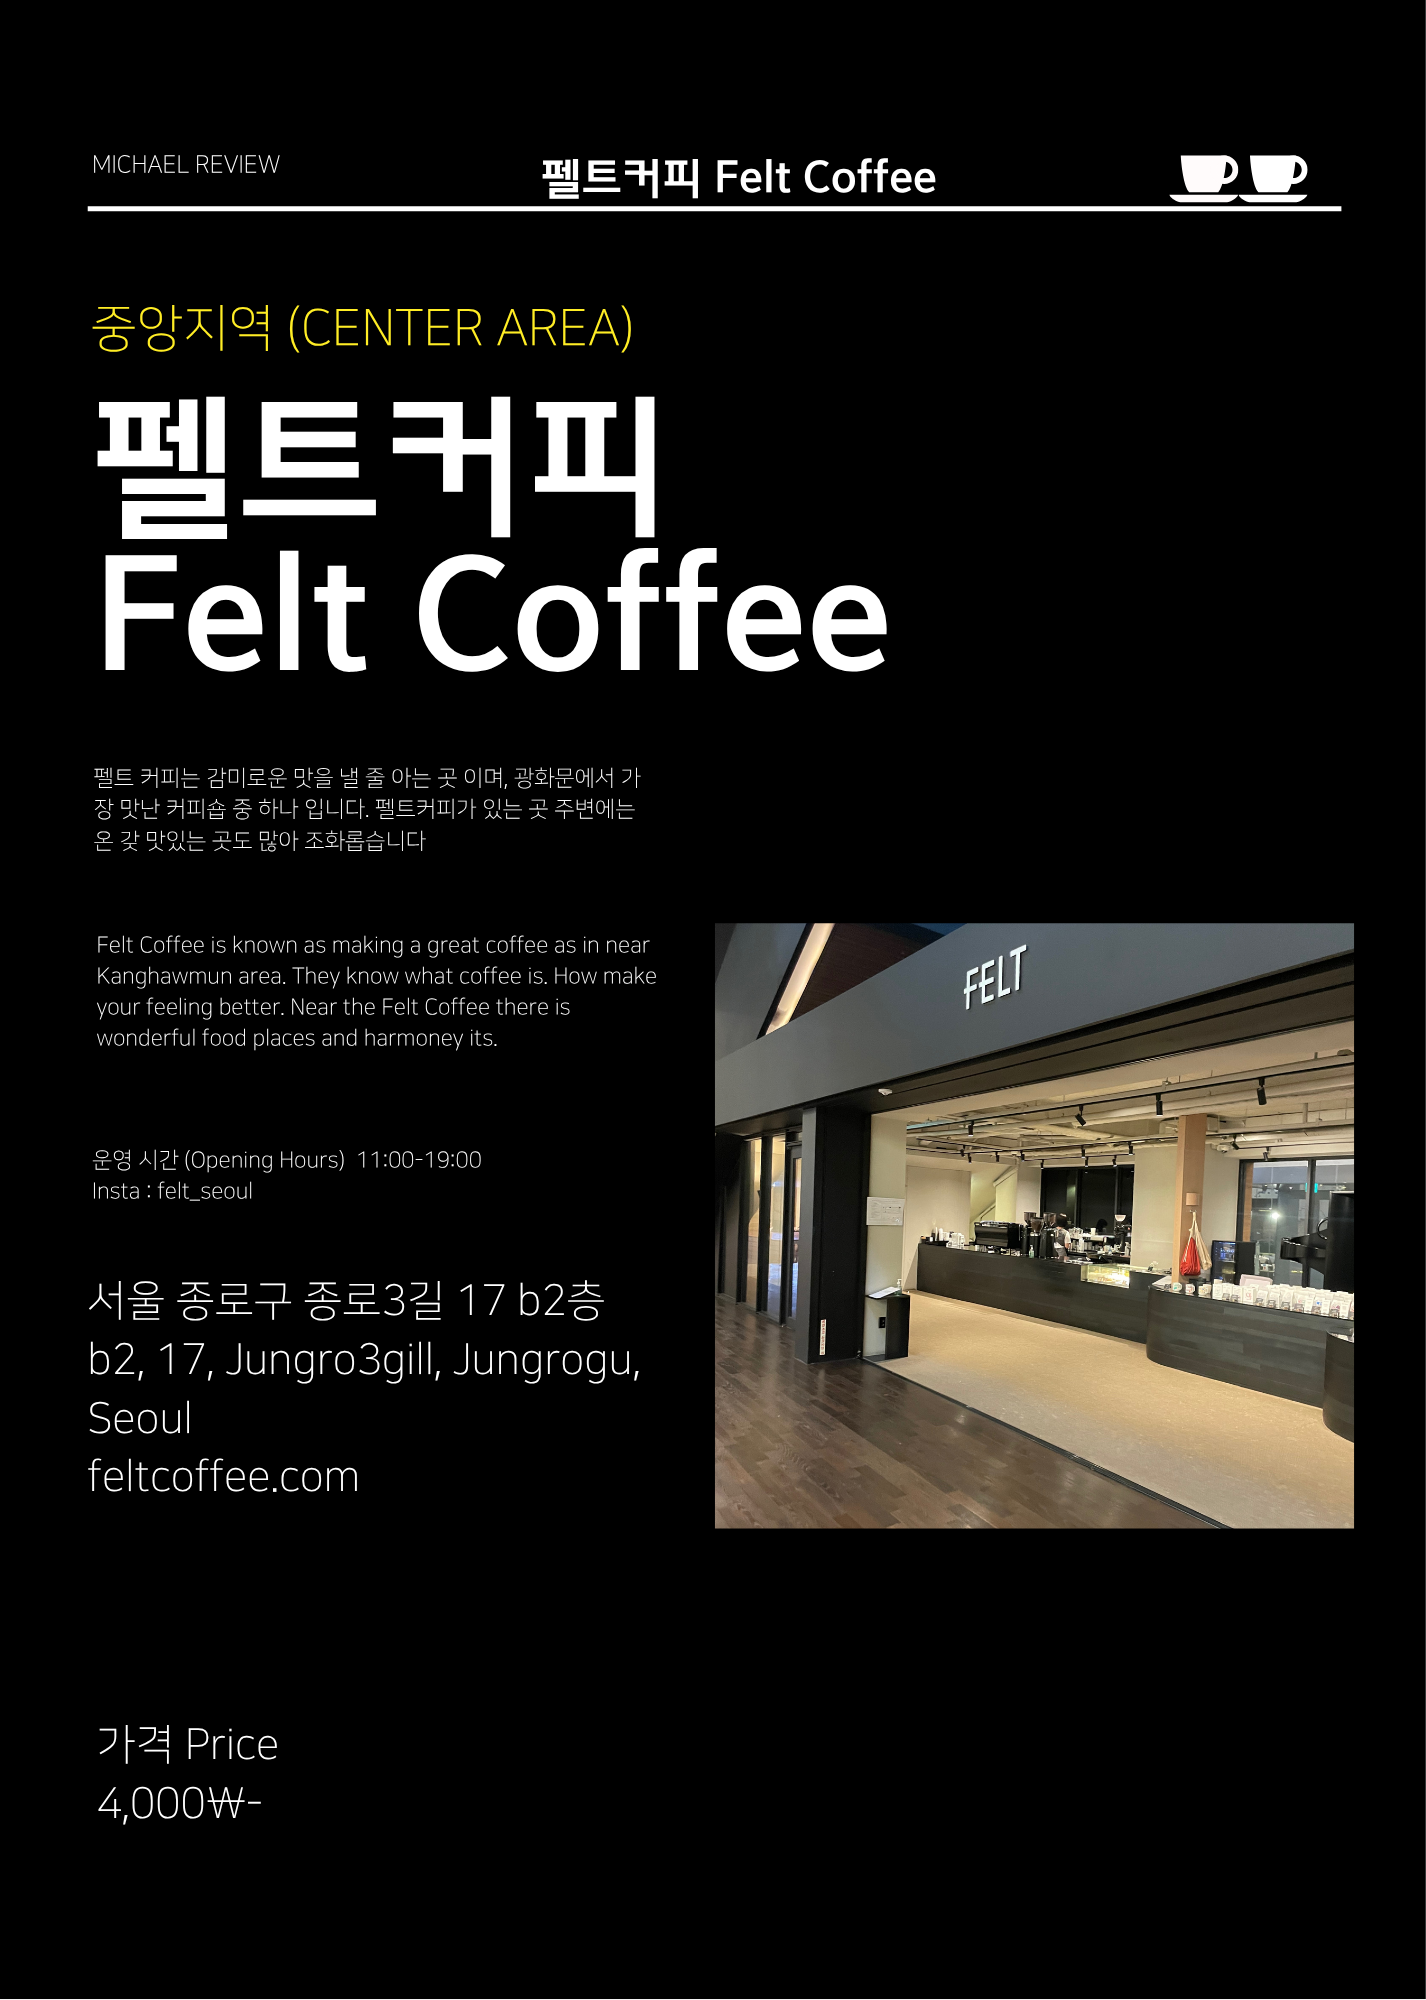 MICHAEL REVIEW
펠트커피 Felt Coffee
중앙지역 (CENTER AREA)
펠트커피
Felt Coffee
펠트 커피는 감미로운 맛을 낼 줄 아는 곳 이며, 광화문에서 가
장 맛난 커피숍 중 하나 입니다. 펠트커피가 있는 곳 주변에는
온 갖 맛있는 곳도 많아 조화롭습니다
Felt Coffee is known as making a great coffee as in near
Kanghawmun area. They know what coffee is. How make
your feeling better. Near the Felt Coffee there is
wonderful food places and harmoney its.
FELT
운영 시간 (Opening Hours)  11:00-19:00
Insta : felt_seoul
서울 종로구 종로3길 17 b2층
b2, 17, Jungro3gill, Jungrogu,
Seoul
feltcoffee.com
가격 Price
4,000₩-